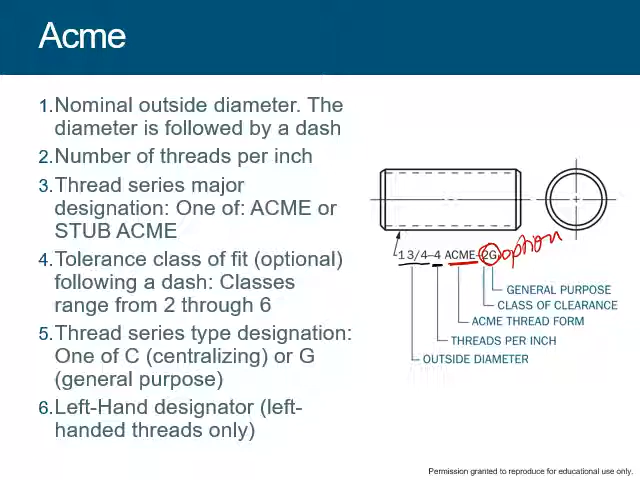 Acme
1.Nominal outside diameter. The
diameter is followed by a dash
2.Number of threads per inch
3.Thread series major
designation: One of: ACME or
STUB ACME
4.Tolerance class of fit (optional)
following a dash: Classes
range from 2 through 6
5.Thread series type designation:
One of C (centralizing) or G
(general purpose)
6.Left-Hand designator (left-
handed threads only)
1 3/4-4 ACME-2G option
GENERAL PURPOSE
CLASS OF CLEARANCE
ACME THREAD FORM
THREADS PER INCH
OUTSIDE DIAMETER
Permission granted to reproduce for educational use only.